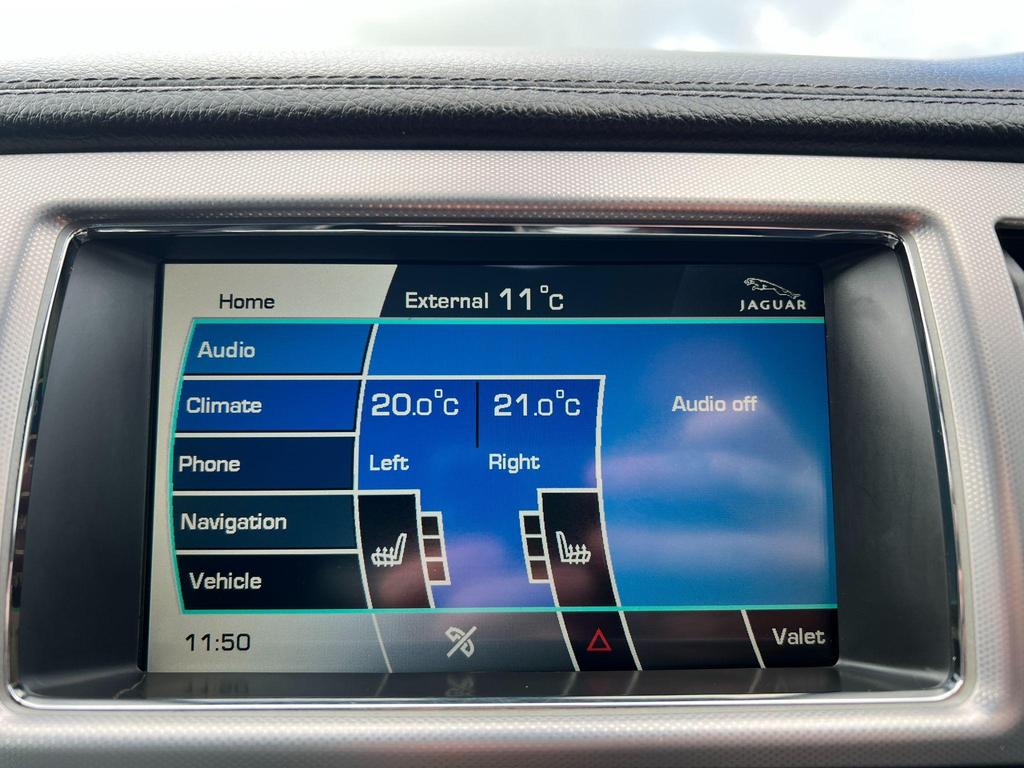 Home
External 11°C
JAGUAR
Audio
Climate
20.0°C
21.0°C
Audio off
Phone
Left
Right
Navigation
Vehicle
11:50
Valet